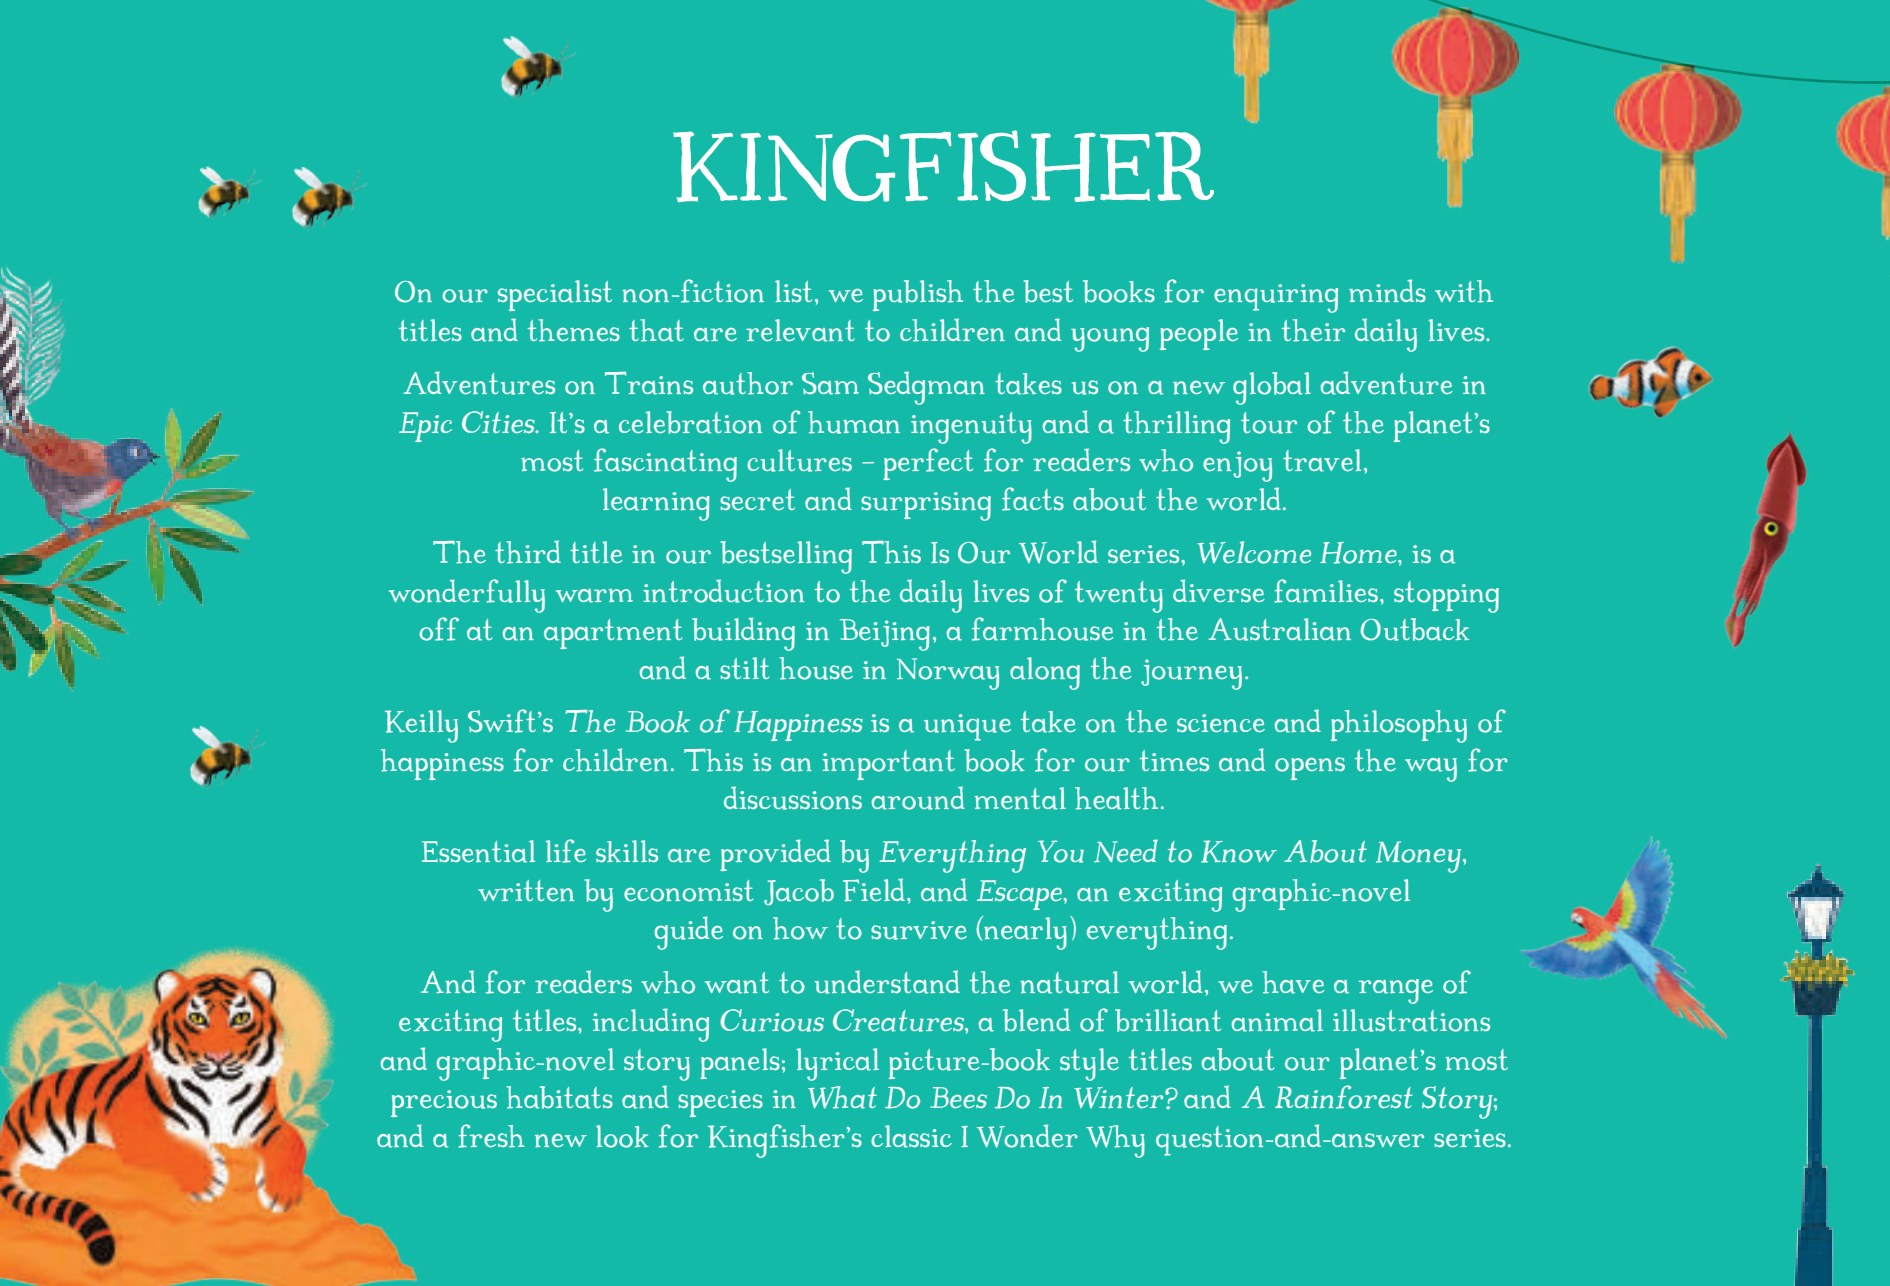 KINGFISHER
On our specialist non-fiction list, we publish the best books for enquiring minds with
titles and themes that are relevant to children and young people in their daily lives.
Adventures on Trains author Sam Sedgman takes us on a new global adventure in
Epic Cities. It’s a celebration of human ingenuity and a thrilling tour of the planet’s
most fascinating cultures – perfect for readers who enjoy travel,
learning secret and surprising facts about the world.
The third title in our bestselling This Is Our World series, Welcome Home, is a
wonderfully warm introduction to the daily lives of twenty diverse families, stopping
off at an apartment building in Beijing, a farmhouse in the Australian Outback
and a stilt house in Norway along the journey.
Keilly Swift’s The Book of Happiness is a unique take on the science and philosophy of
happiness for children. This is an important book for our times and opens the way for
discussions around mental health.
Essential life skills are provided by Everything You Need to Know About Money,
written by economist Jacob Field, and Escape, an exciting graphic-novel
guide on how to survive (nearly) everything.
And for readers who want to understand the natural world, we have a range of
exciting titles, including Curious Creatures, a blend of brilliant animal illustrations
and graphic-novel story panels; lyrical picture-book style titles about our planet’s most
precious habitats and species in What Do Bees Do In Winter? and A Rainforest Story;
and a fresh new look for Kingfisher’s classic I Wonder Why question-and-answer series.